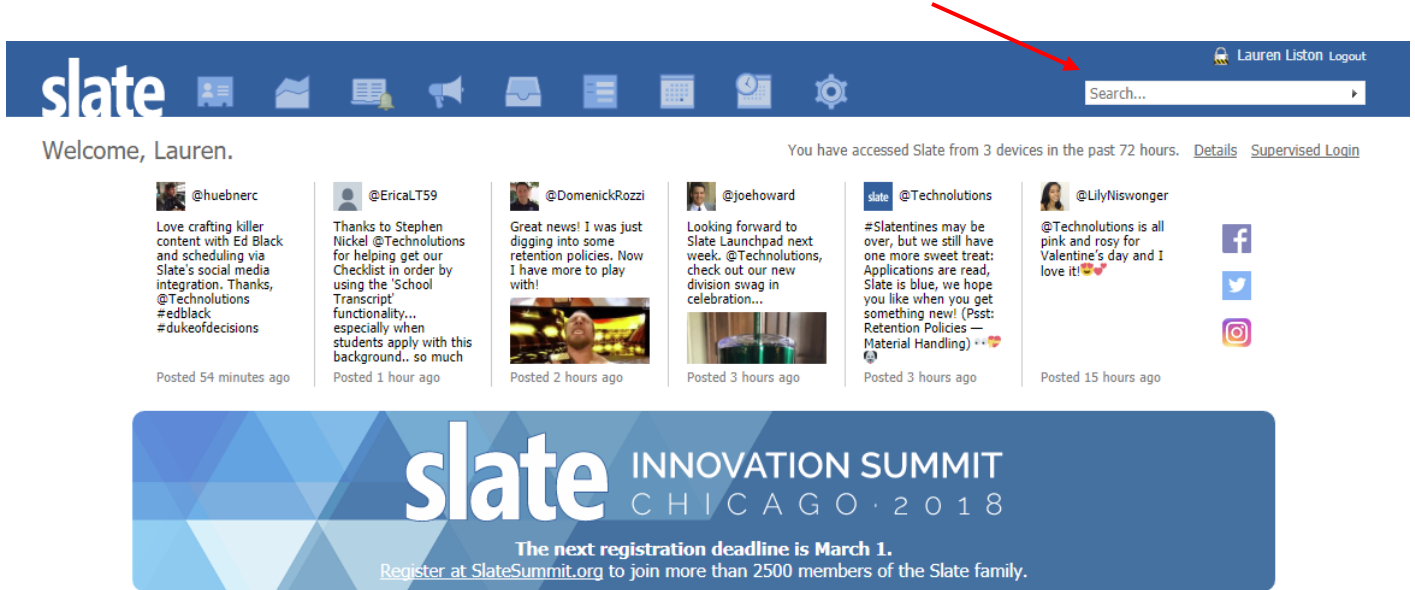 Lauren Liston Logout
slate
Search...
Welcome, Lauren.
You have accessed Slate from 3 devices in the past 72 hours. Details Supervised Login
@huebnerc
Love crafting killer
content with Ed Black
and scheduling via
Slate's social media
integration. Thanks,
@Technolutions
#edblack
#dukeofdecisions
Posted 54 minutes ago
@EricaLT59
Thanks to Stephen
Nickel @Technolutions
for helping get our
Checklist in order by
using the 'School
Transcript'
functionality...
especially when
students apply with this
background.. so much
Posted 1 hour ago
@DomenickRozzi
Great news! I was just
digging into some
retention policies. Now
I have more to play
with!
Posted 2 hours ago
@joehoward
Looking forward to
Slate Launchpad next
week. @Technolutions,
check out our new
division swag in
celebration...
Posted 3 hours ago
slate @Technolutions
#Slatentines may be
over, but we still have
one more sweet treat:
Applications are read,
Slate is blue, we hope
you like when you get
something new! (Psst:
Retention Policies —
Material Handling) 👀💝
🐶
Posted 3 hours ago
@LilyNiswonger
@Technolutions is all
pink and rosy for
Valentine's day and I
love it!😍💕
Posted 15 hours ago
slate INNOVATION SUMMIT
CHICAGO · 2018
The next registration deadline is March 1.
Register at SlateSummit.org to join more than 2500 members of the Slate family.